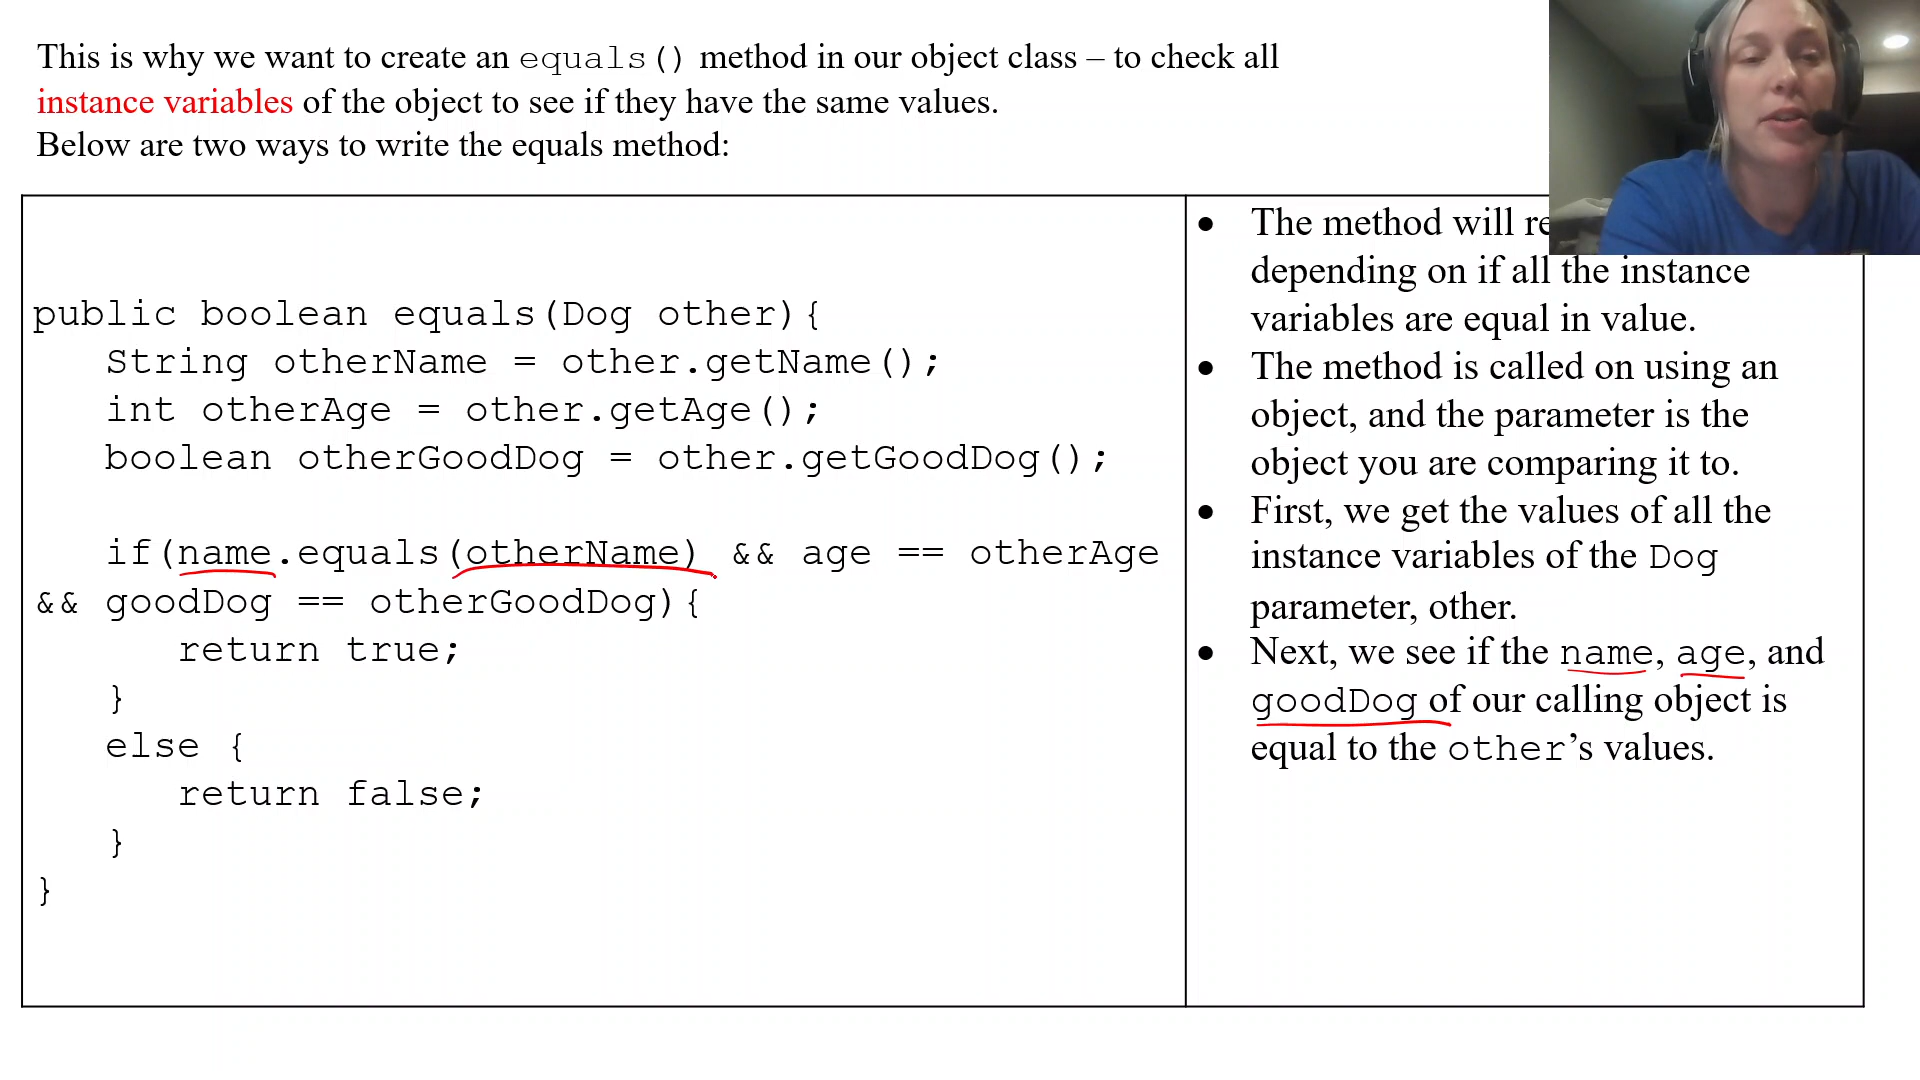 This is why we want to create an equals() method in our object class – to check all
instance variables of the object to see if they have the same values.
Below are two ways to write the equals method:
public boolean equals(Dog other){
String otherName = other.getName();
int otherAge = other.getAge();
boolean otherGoodDog = other.getGoodDog();
if(name.equals(otherName) && age == otherAge
&& goodDog == otherGoodDog){
return true;
}
else {
return false;
}
}
● The method will
depending on if all the instance
variables are equal in value.
● The method is called on using an
object, and the parameter is the
object you are comparing it to.
● First, we get the values of all the
instance variables of the Dog
parameter, other.
● Next, we see if the name, age, and
goodDog of our calling object is
equal to the other’s values.